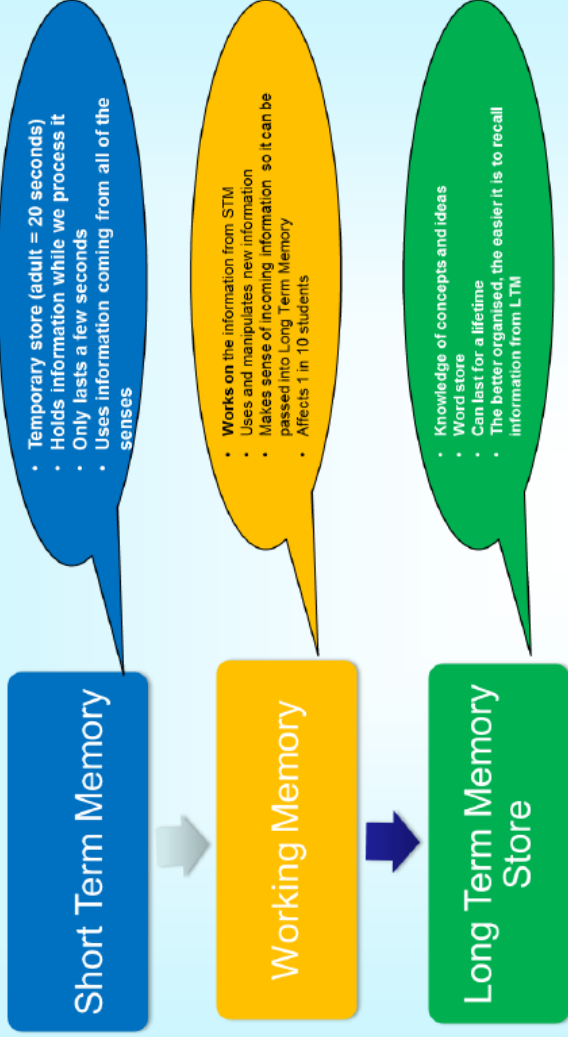 Short Term Memory
• Temporary store (adult = 20 seconds)
• Holds information while we process it
• Only lasts a few seconds
• Uses information coming from all of the
senses
Working Memory
• Works on the information from STM
• Uses and manipulates new information
• Makes sense of incoming information so it can be
passed into Long Term Memory
• Affects 1 in 10 students
Long Term Memory
Store
• Knowledge of concepts and ideas
• Word store
• Can last for a lifetime
• The better organised, the easier it is to recall
information from LTM